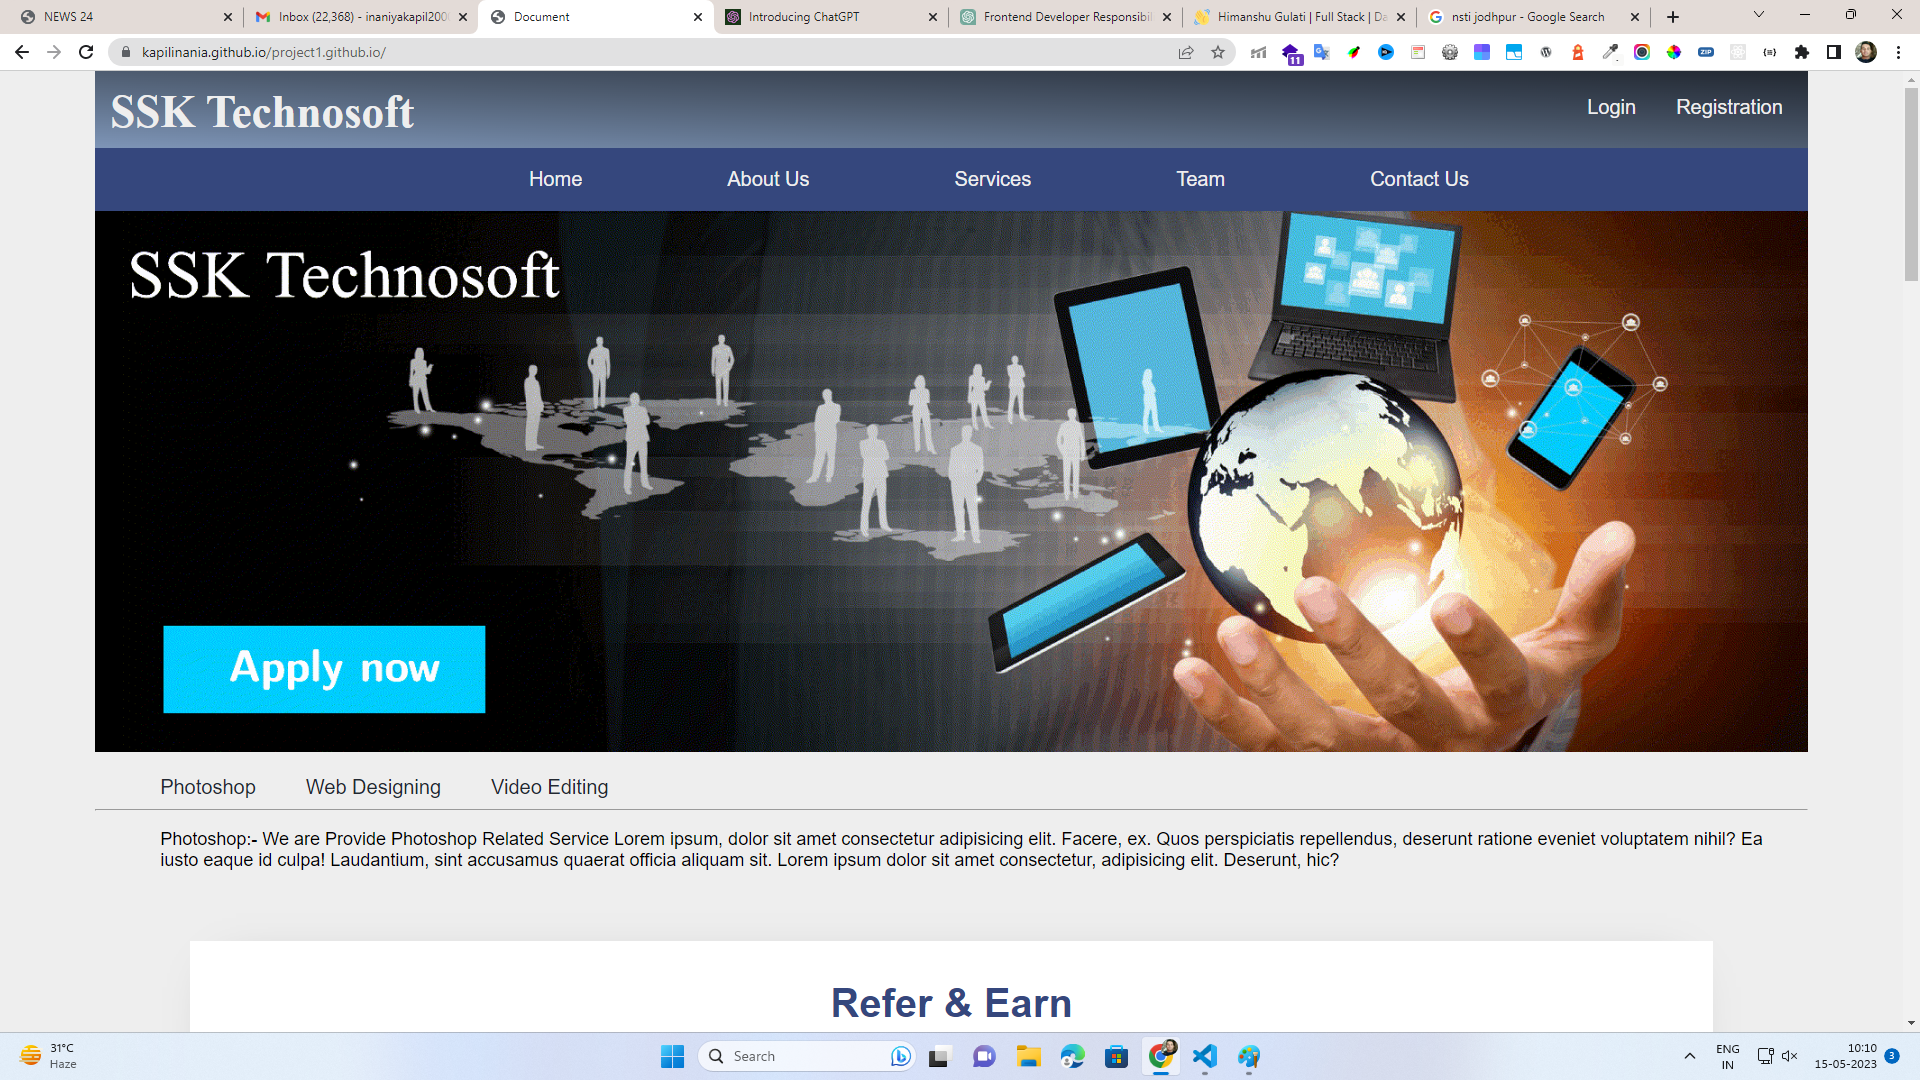 NEWS 24
Inbox (22,368) - inaniyakapil200
Document
Introducing ChatGPT
Frontend Developer Responsibil
Himanshu Gulati | Full Stack | Da
nsti jodhpur - Google Search
kapilinania.github.io/project1.github.io/
11
ZIP
SSK Technosoft
Login
Registration
Home
About Us
Services
Team
Contact Us
SSK Technosoft
Apply now
Photoshop
Web Designing
Video Editing
Photoshop:- We are Provide Photoshop Related Service Lorem ipsum, dolor sit amet consectetur adipisicing elit. Facere, ex. Quos perspiciatis repellendus, deserunt ratione eveniet voluptatem nihil? Ea
iusto eaque id culpa! Laudantium, sint accusamus quaerat officia aliquam sit. Lorem ipsum dolor sit amet consectetur, adipisicing elit. Deserunt, hic?
Refer & Earn
31°C
Haze
Search
ENG
IN
10:10
15-05-2023
3